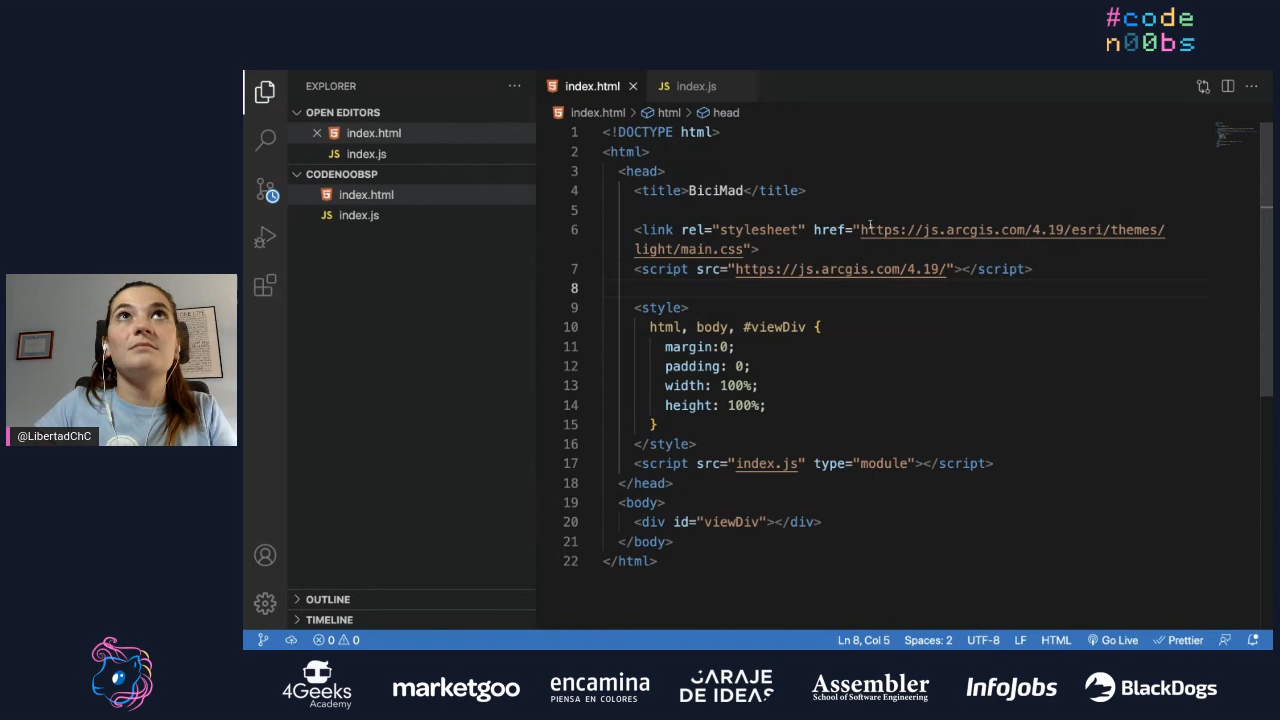 #code
n00bs
EXPLORER
OPEN EDITORS
index.html
JS index.js
CODENOOBSP
index.html
JS index.js
OUTLINE
TIMELINE
index.html
JS index.js
index.html > html > head
1 <!DOCTYPE html>
2 <html>
3 <head>
4 <title>BiciMad</title>
5
6 <link rel="stylesheet" href="https://js.arcgis.com/4.19/esri/themes/
light/main.css">
7 <script src="https://js.arcgis.com/4.19/"></script>
8
9 <style>
10 html, body, #viewDiv {
11 margin:0;
12 padding: 0;
13 width: 100%;
14 height: 100%;
15 }
16 </style>
17 <script src="index.js" type="module"></script>
18 </head>
19 <body>
20 <div id="viewDiv"></div>
21 </body>
22 </html>
@LibertadChC
0 0 Ln 8, Col 5 Spaces: 2 UTF-8 LF HTML Go Live Prettier
4Geeks
Academy
marketgoo
encamina
PIENSA EN COLORES
GARAJE
DE IDEAS
Assembler
School of Software Engineering
InfoJobs
BlackDogs